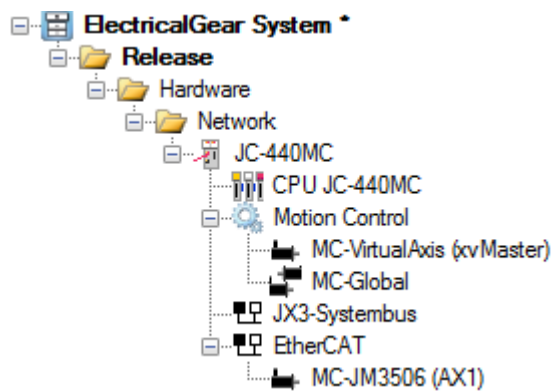 ElectricalGear System *
Release
Hardware
Network
JC-440MC
CPU JC-440MC
Motion Control
MC-VirtualAxis (xvMaster)
MC-Global
JX3-Systembus
EtherCAT
MC-JM3506 (AX1)